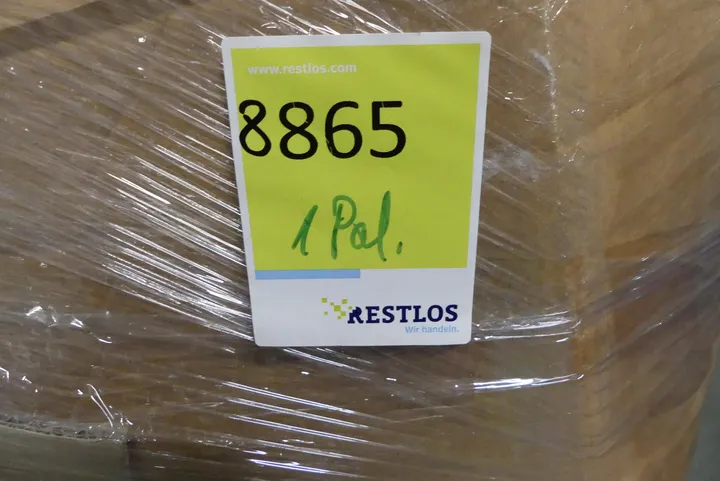 www.restlos.com
8865
1 Pal.
RESTLOS
Wir handeln.